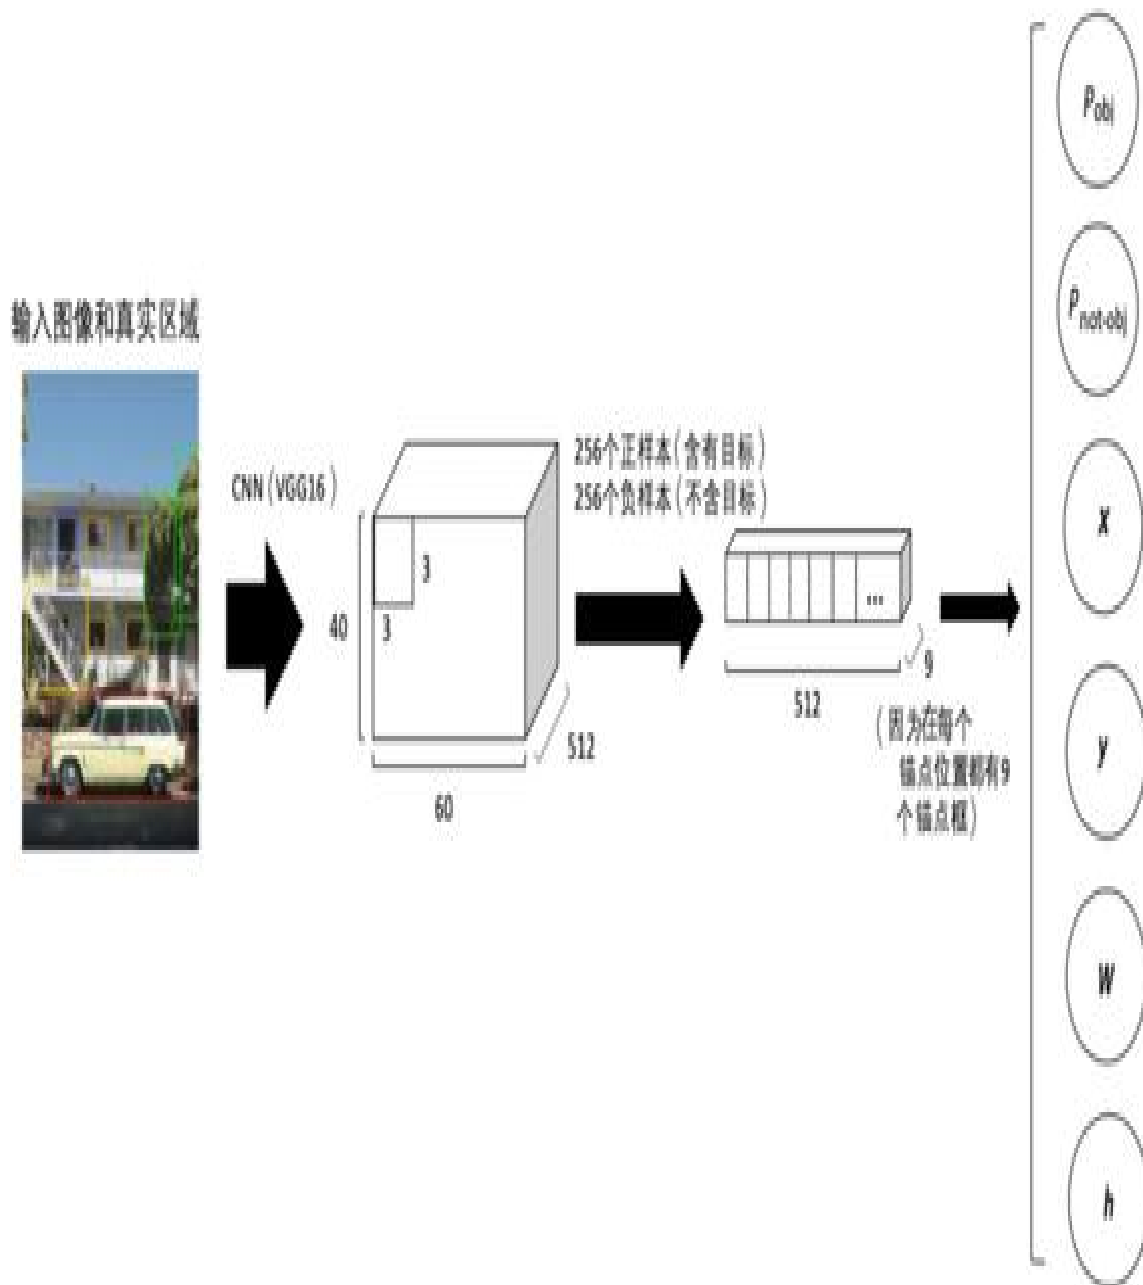 输入图像和真实区域
CNN(VGG16)
40
3
3
60
512
256个正样本(含有目标)
256个负样本(不含目标)
...
512
9
(因为在每个
锚点位置都有9
个锚点框)
P obj
P not-obj
x
y
w
h